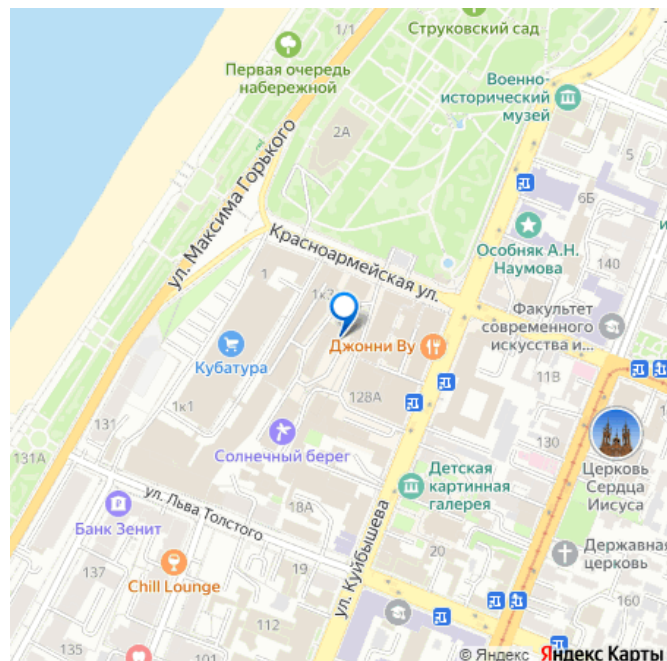 Струковский сад
1/1
Первая очередь
набережной
Военно-
исторический
музей
2А
5
6Б
ул. Максима Горького
Особняк А.Н.
Наумова
140
Красноармейская ул.
1
1к3
Факультет
современного
искусства и...
Джонни Ву
Кубатура
11В
128А
1к1
131
130
Солнечный берег
Церковь
Сердца
Иисуса
131А
Детская
картинная
галерея
ул. Льва Толстого
18А
Банк Зенит
ул. Куйбышева
20
Державная
церковь
137
19
Chill Lounge
160
135
© Яндекс Яндекс Карты